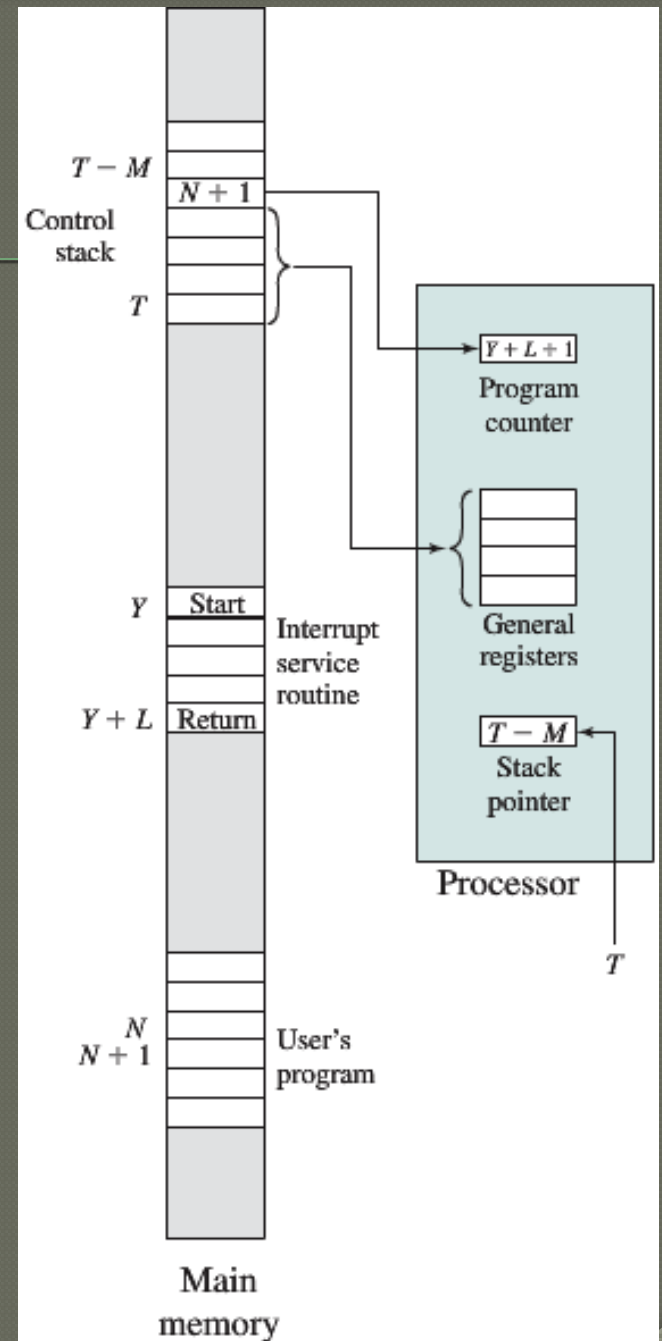 T − M
N + 1
Control
stack
T
Y + L + 1
Program
counter
Y
Start
Interrupt
service
routine
General
registers
Y + L
Return
T − M
Stack
pointer
Processor
T
N
N + 1
User's
program
Main
memory